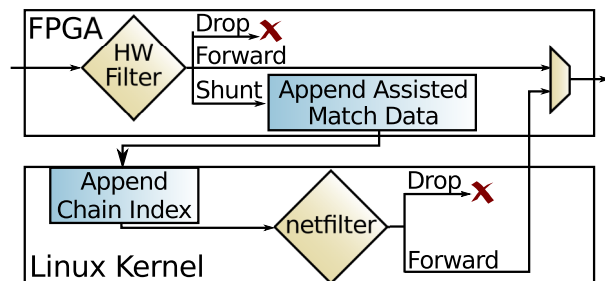 FPGA
HW
Filter
Drop
Forward
Shunt
Append Assisted
Match Data
Append
Chain Index
netfilter
Drop
Forward
Linux Kernel